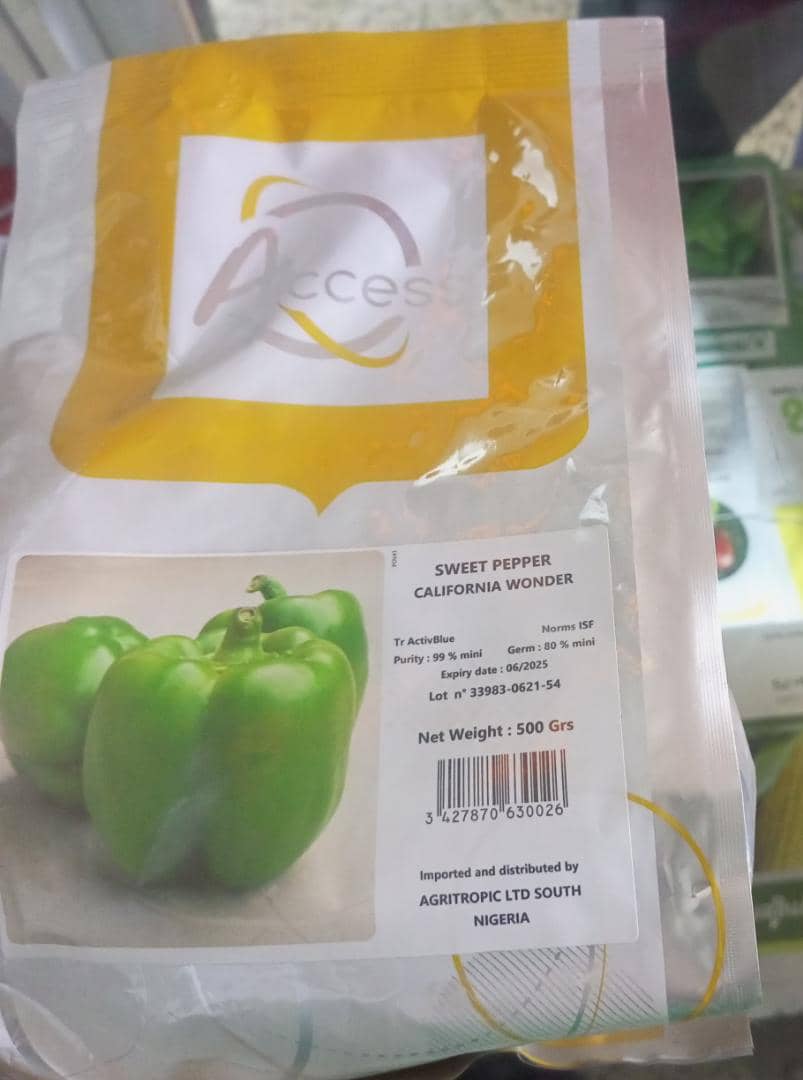 Access
SWEET PEPPER
CALIFORNIA WONDER
Tr ActivBlue
Norms ISF
Purity : 99 % mini
Germ : 80 % mini
Expiry date : 06/2025
Lot n° 33983-0621-54
Net Weight : 500 Grs
3 427870 630026
Imported and distributed by
AGRITROPIC LTD SOUTH
NIGERIA